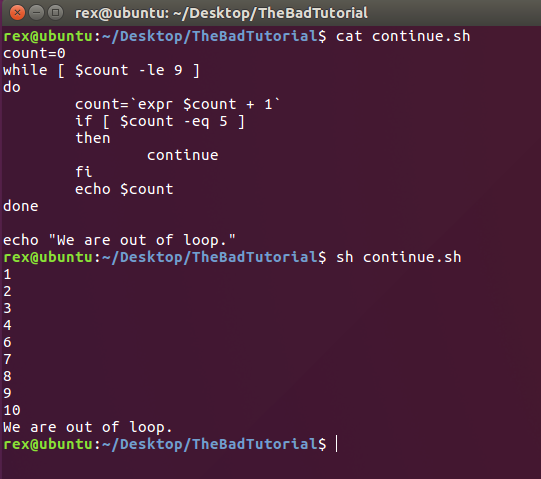 rex@ubuntu: ~/Desktop/TheBadTutorial
rex@ubuntu:~/Desktop/TheBadTutorial$ cat continue.sh
count=0
while [ $count -le 9 ]
do
        count=`expr $count + 1`
        if [ $count -eq 5 ]
        then
                continue
        fi
        echo $count
done

echo "We are out of loop."
rex@ubuntu:~/Desktop/TheBadTutorial$ sh continue.sh
1
2
3
4
6
7
8
9
10
We are out of loop.
rex@ubuntu:~/Desktop/TheBadTutorial$